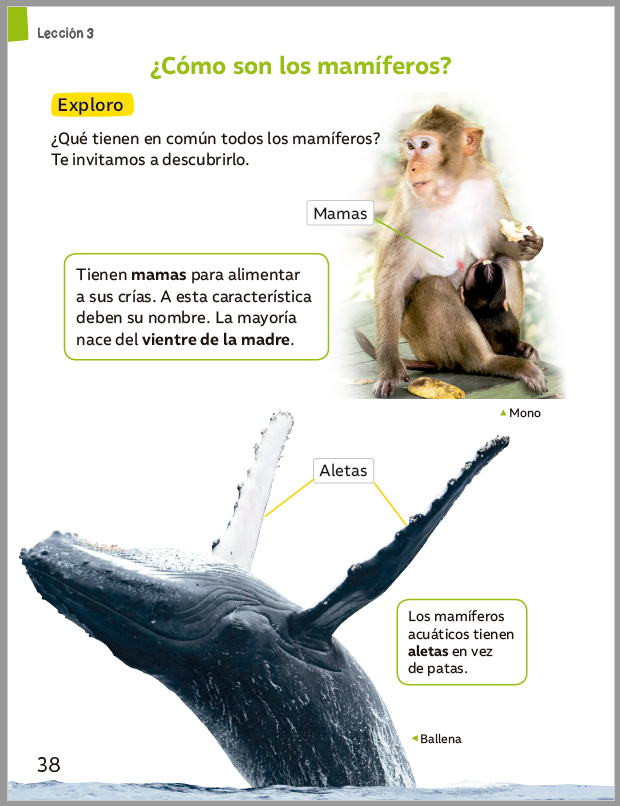 Lección 3
¿Cómo son los mamíferos?
Exploro
¿Qué tienen en común todos los mamíferos?
Te invitamos a descubrirlo.
Mamas
Tienen mamas para alimentar
a sus crías. A esta característica
deben su nombre. La mayoría
nace del vientre de la madre.
Mono
Aletas
Los mamíferos
acuáticos tienen
aletas en vez
de patas.
Ballena
38